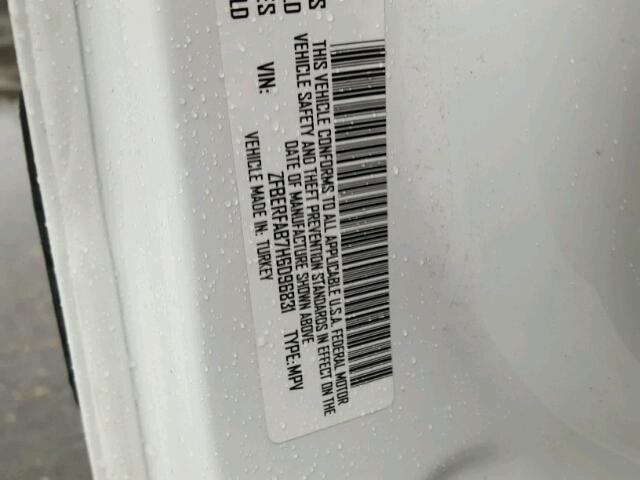 THIS VEHICLE CONFORMS TO ALL APPLICABLE U.S.A. FEDERAL MOTOR
VEHICLE SAFETY AND THEFT PREVENTION STANDARDS IN EFFECT ON THE
DATE OF MANUFACTURE SHOWN ABOVE
VIN: ZFBERFAB7H6D96831 TYPE:MPV
VEHICLE MADE IN: TURKEY